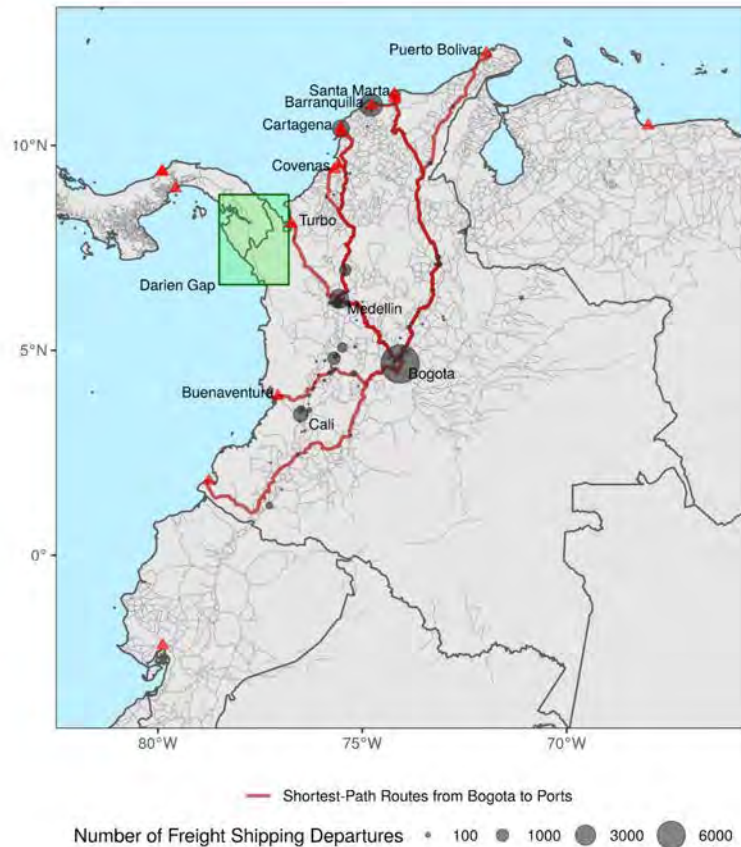 Puerto Bolivar
Santa Marta
Barranquilla
10°N
Cartagena
Covenas
Turbo
Darien Gap
Medellin
5°N
Bogota
Buenaventura
Cali
0°
80°W
75°W
70°W
Shortest-Path Routes from Bogota to Ports
Number of Freight Shipping Departures 100 1000 3000 6000